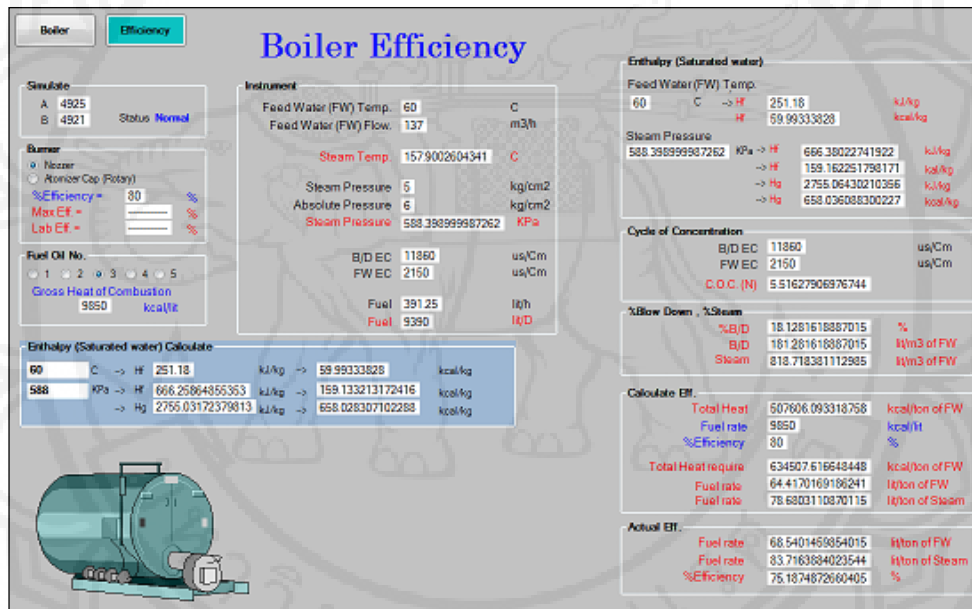 Boiler Efficiency
Boiler Efficiency
Simulate
A 4925
B 4921 Status Normal
Burner
Nozzer
Atomizer Cap (Rotary)
%Efficiency = 80 %
Max Eff. = ——— %
Lab Eff. = ——— %
Fuel Oil No.
1 2 3 4 5
Gross Heat of Combustion
9850 kcal/lit
Instrument
Feed Water (FW) Temp. 60 C
Feed Water (FW) Flow. 137 m3/h
Steam Temp. 157.9002604341 C
Steam Pressure 5 kg/cm2
Absolute Pressure 6 kg/cm2
Steam Pressure 588.398999987262 KPa
B/D EC 11860 us/Cm
FW EC 2150 us/Cm
Fuel 391.25 lit/h
Fuel 9390 lit/D
Enthalpy (Saturated water) Calculate
60 C -> Hf 251.18 kJ/kg -> 59.99333828 kcal/kg
588 KPa -> Hf 666.25864855353 kJ/kg -> 159.133213172416 kcal/kg
-> Hg 2755.03172379813 kJ/kg -> 658.028307102288 kcal/kg
Enthalpy (Saturated water)
Feed Water (FW) Temp.
60 C -> Hf 251.18 kJ/kg
Hf 59.99333828 kcal/kg
Steam Pressure
588.398999987262 KPa -> Hf 666.38022741922 kJ/kg
-> Hf 159.162251798171 kal/kg
-> Hg 2755.06430210356 kJ/kg
-> Hg 658.036088300227 kcal/kg
Cycle of Concentration
B/D EC 11860 us/Cm
FW EC 2150 us/Cm
C.O.C. (N) 5.51627906976744
%Blow Down , %Steam
%B/D 18.1281618887015 %
B/D 181.281618887015 lit/m3 of FW
Steam 818.718381112985 lit/m3 of FW
Calculate Eff.
Total Heat 507606.093318758 kcal/ton of FW
Fuel rate 9850 kcal/lit
%Efficiency 80 %
Total Heat require 634507.616648448 kcal/ton of FW
Fuel rate 64.4170169186241 lit/ton of FW
Fuel rate 78.6803110870115 lit/ton of Steam
Actual Eff.
Fuel rate 68.5401459854015 lit/ton of FW
Fuel rate 83.7163884023544 lit/ton of Steam
%Efficiency 75.1874872660405 %